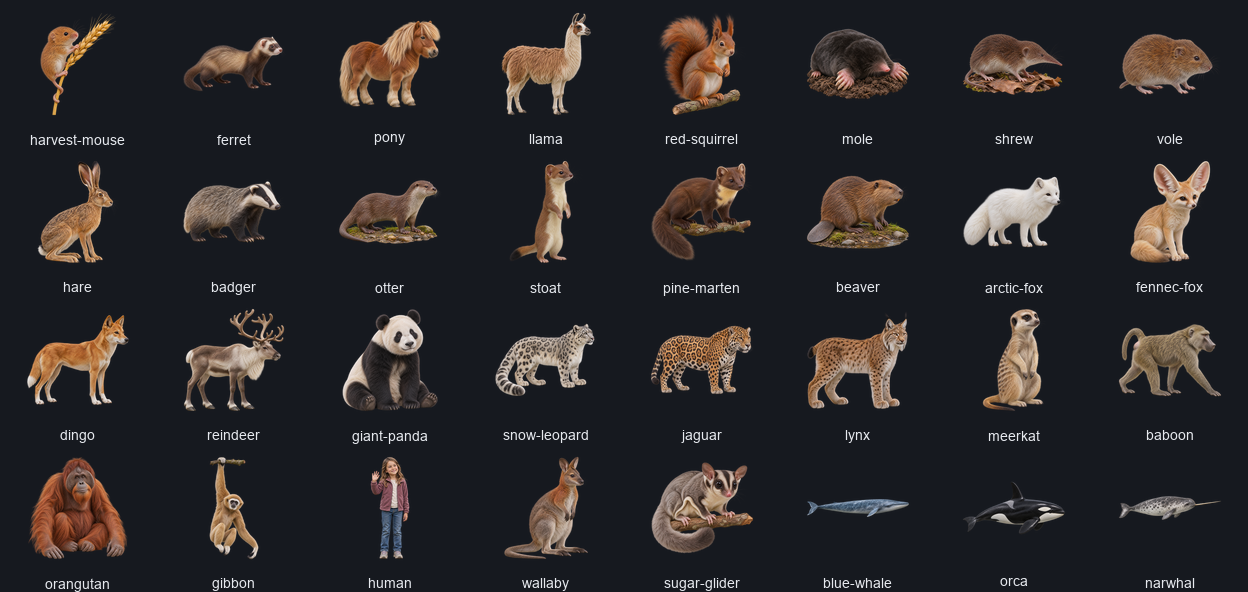 harvest-mouse
ferret
pony
llama
red-squirrel
mole
shrew
vole
hare
badger
otter
stoat
pine-marten
beaver
arctic-fox
fennec-fox
dingo
reindeer
giant-panda
snow-leopard
jaguar
lynx
meerkat
baboon
orangutan
gibbon
human
wallaby
sugar-glider
blue-whale
orca
narwhal